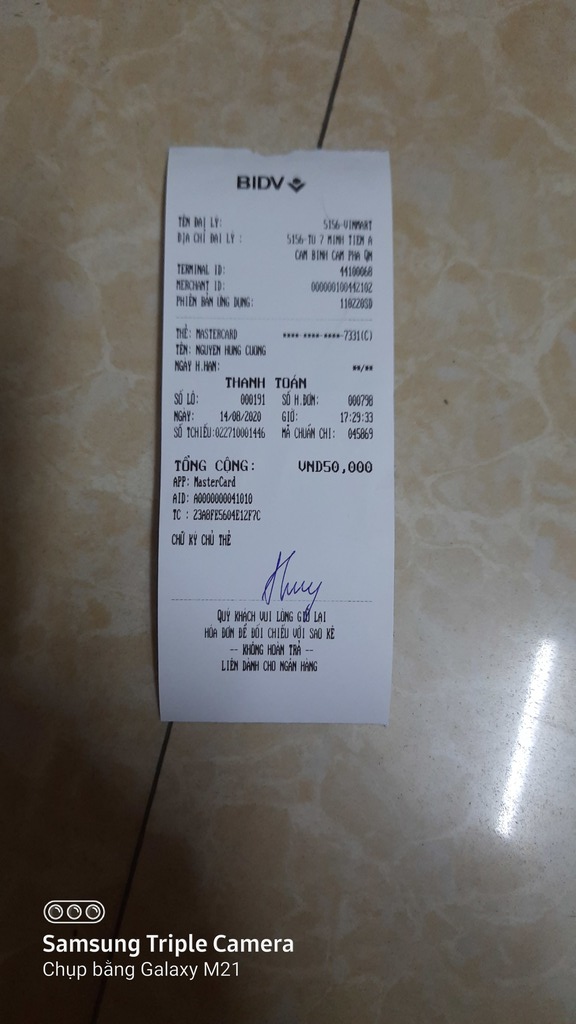 BIDV
TÊN ĐẠI LÝ: 5156-VINMART
ĐỊA CHỈ ĐẠI LÝ : 5156-TO 7 MINH TIEN A
CAM BINH CAM PHA QN
TERMINAL ID: 44100068
MERCHANT ID: 000000100442102
PHIÊN BẢN ỨNG DỤNG: 110220SD
THẺ: MASTERCARD **** **** ****-7331(C)
TÊN: NGUYEN HUNG CUONG
NGÀY H.HẠN: **/**
THANH TOÁN
SỐ LÔ: 000191 SỐ H.ĐƠN: 000798
NGÀY: 14/08/2020 GIỜ: 17:29:33
SỐ TCHIẾU:022710001446 MÃ CHUẨN CHI: 045869
TỔNG CỘNG: VND50,000
APP: MasterCard
AID: A0000000041010
TC : 23A8FE5604E12F7C
CHỮ KÝ CHỦ THẺ
QUÝ KHÁCH VUI LÒNG GIỮ LẠI
HÓA ĐƠN ĐỂ ĐỐI CHIẾU VỚI SAO KÊ
-- KHÔNG HOÀN TRẢ --
LIÊN DÀNH CHO NGÂN HÀNG
Samsung Triple Camera
Chụp bằng Galaxy M21